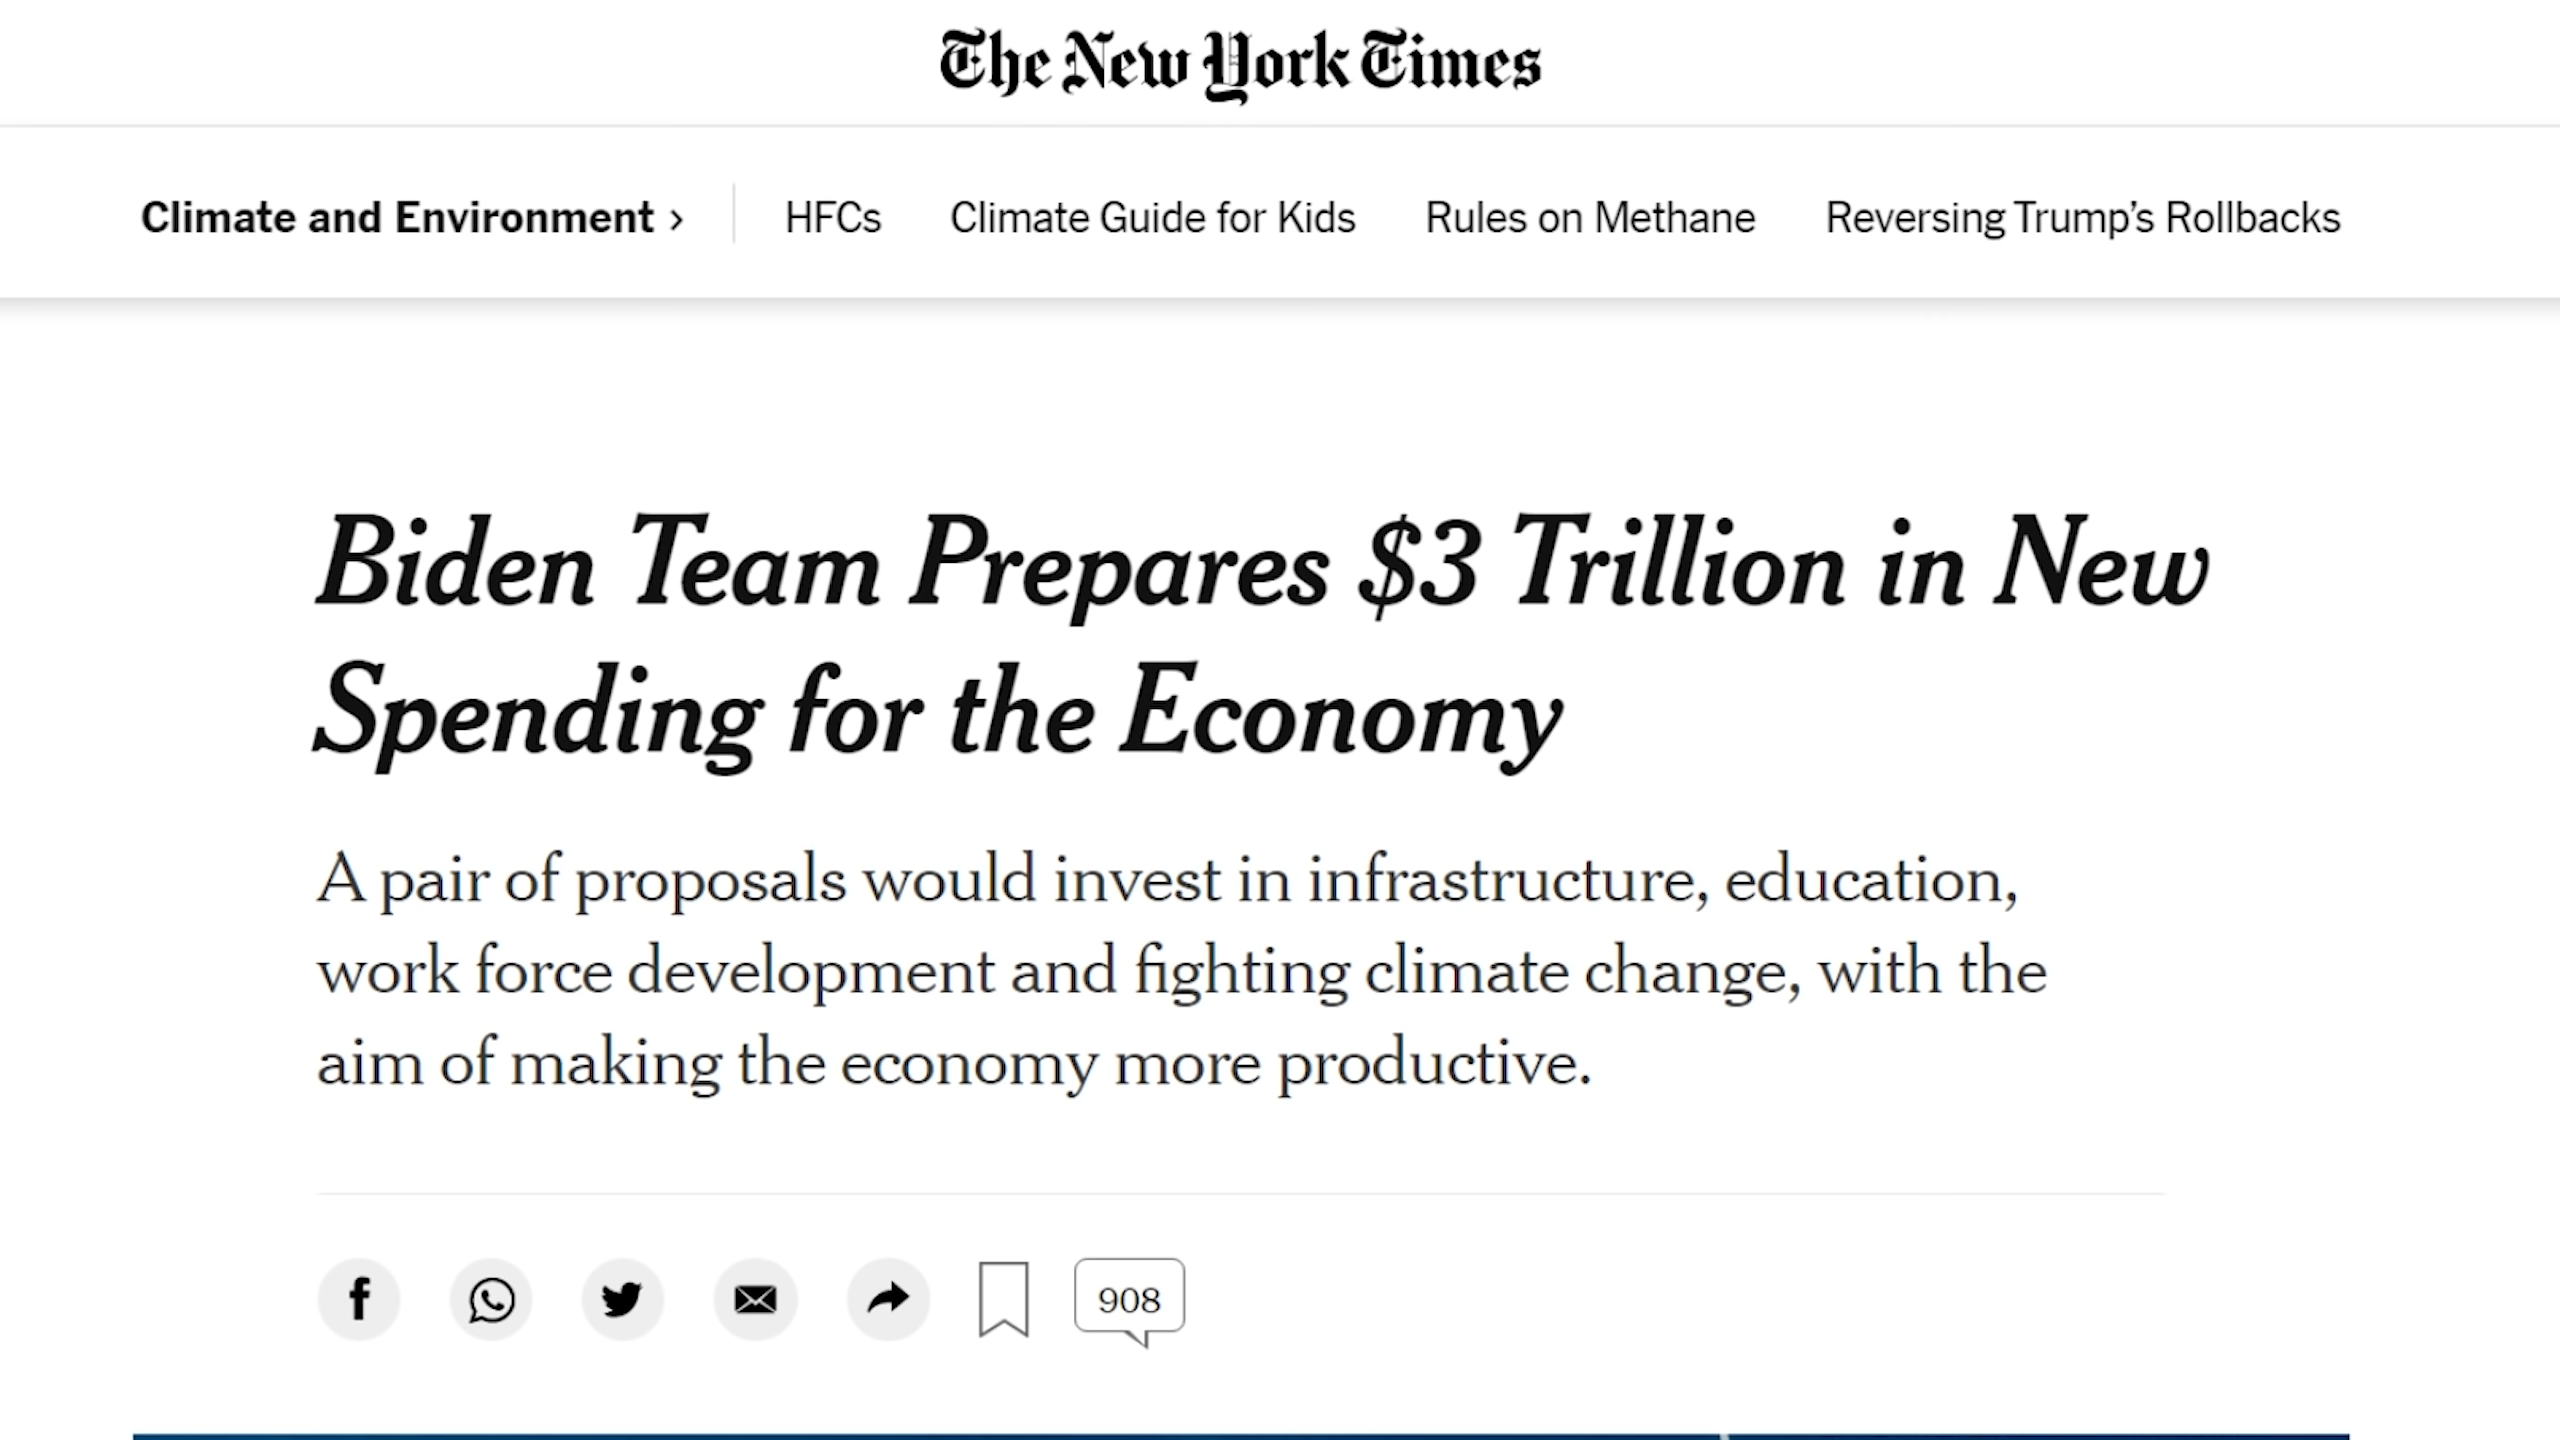 The New York Times
Climate and Environment › HFCs Climate Guide for Kids Rules on Methane Reversing Trump’s Rollbacks
Biden Team Prepares $3 Trillion in New
Spending for the Economy
A pair of proposals would invest in infrastructure, education,
work force development and fighting climate change, with the
aim of making the economy more productive.
908